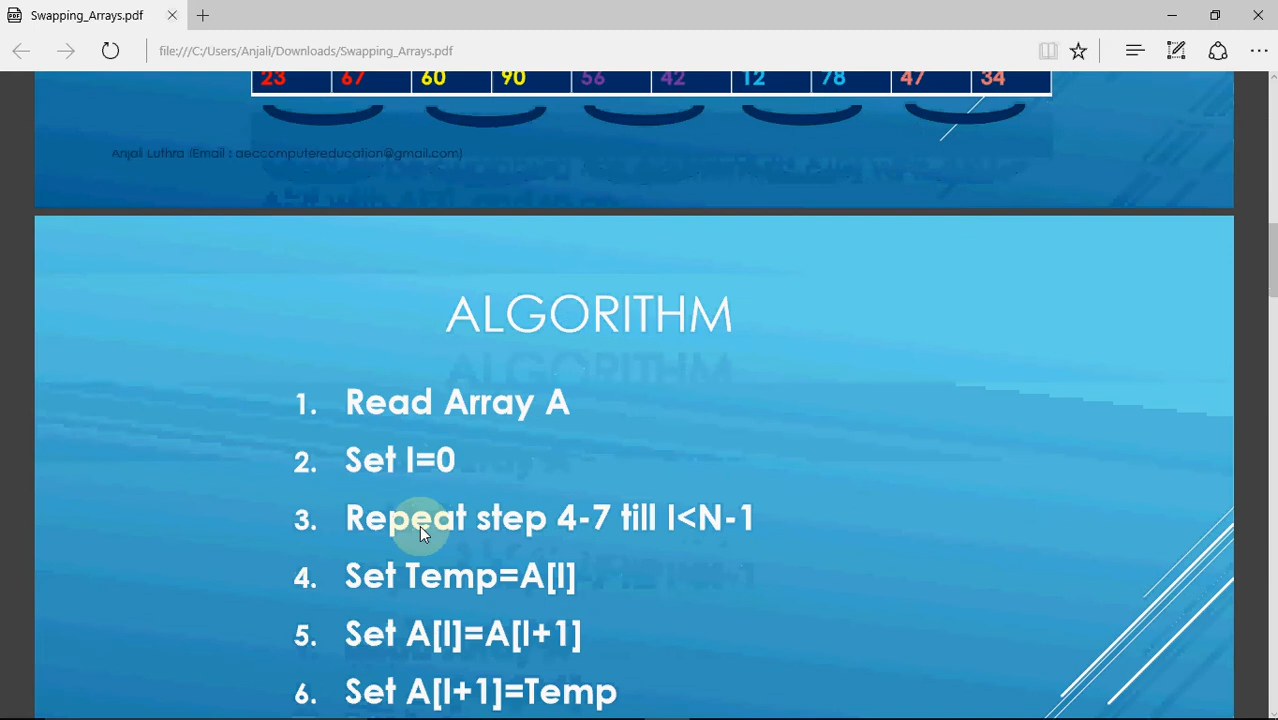 Swapping_Arrays.pdf
file:///C:/Users/Anjali/Downloads/Swapping_Arrays.pdf
23 67 60 90 56 42 12 78 47 34
Anjali Luthra (Email : aeccomputereducation@gmail.com)
ALGORITHM
1. Read Array A
2. Set I=0
3. Repeat step 4-7 till I<N-1
4. Set Temp=A[I]
5. Set A[I]=A[I+1]
6. Set A[I+1]=Temp